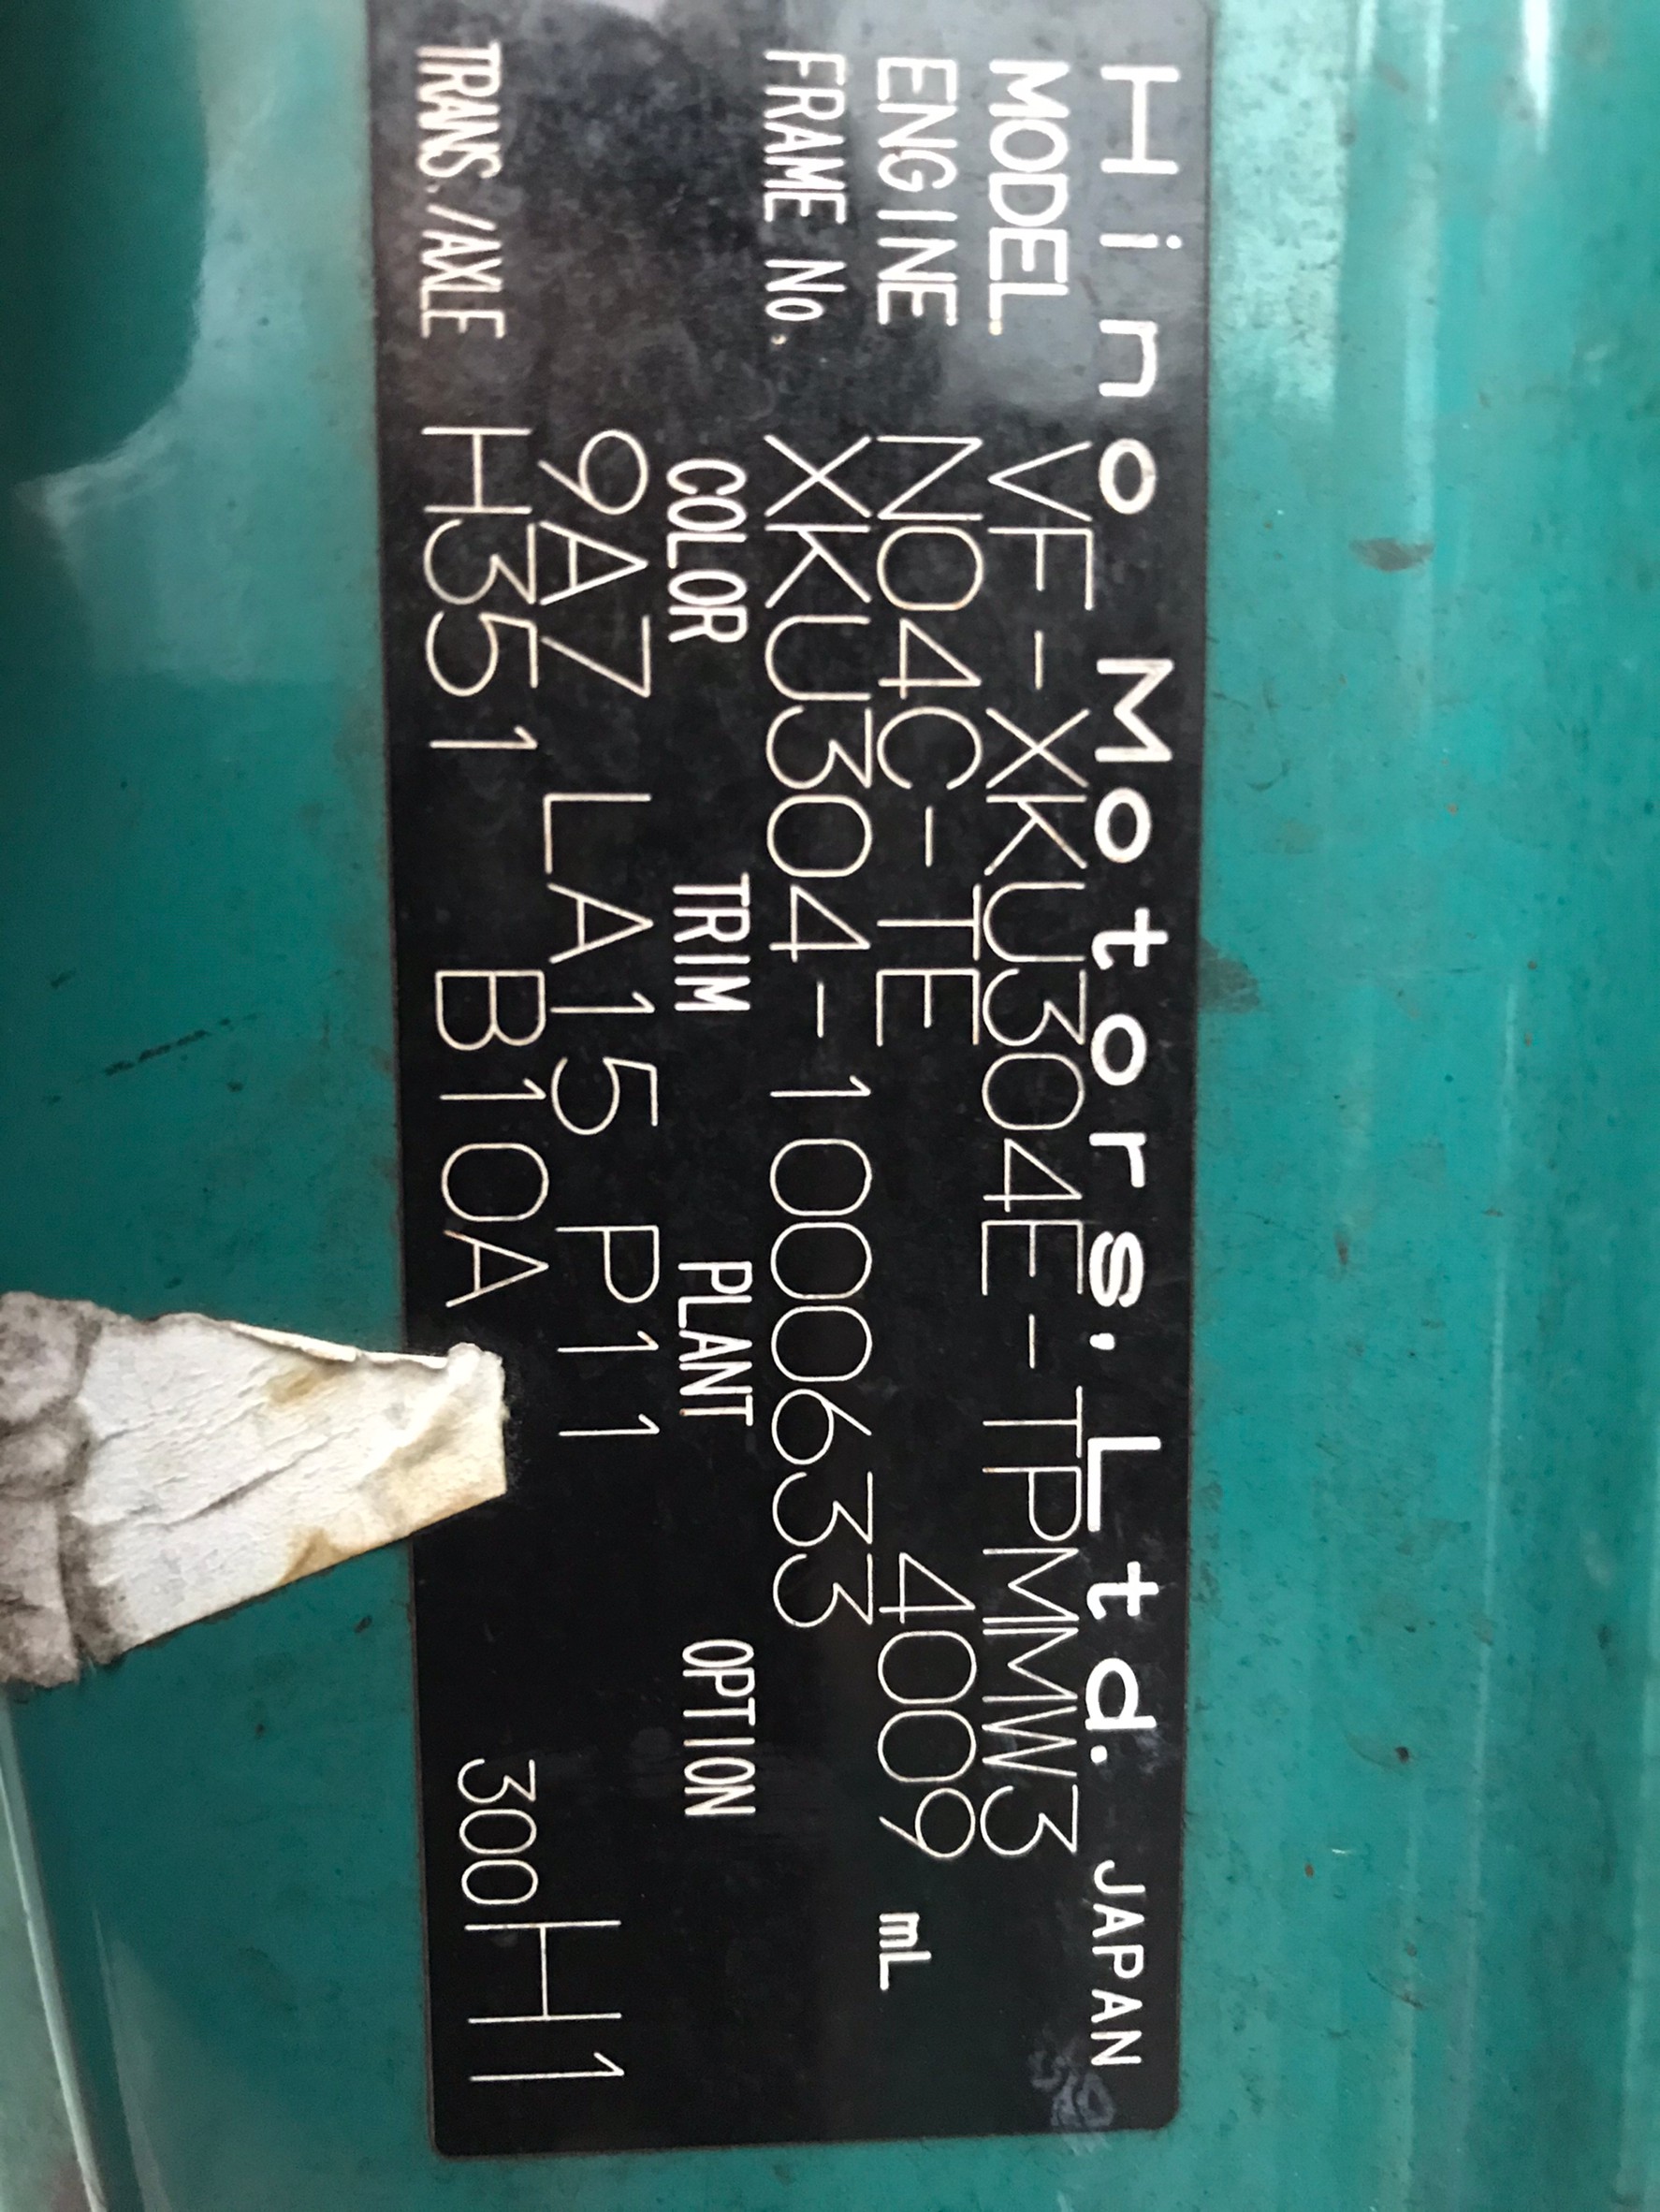 Hino Motors, Ltd. JAPAN
MODEL VF-XKU304E-TPMMW3
ENGINE N04C-TE 4009 mL
FRAME No. XKU304-1000633
COLOR TRIM PLANT OPTION
9A7 LA15 P11
TRANS./AXLE H351 B10A 300H1